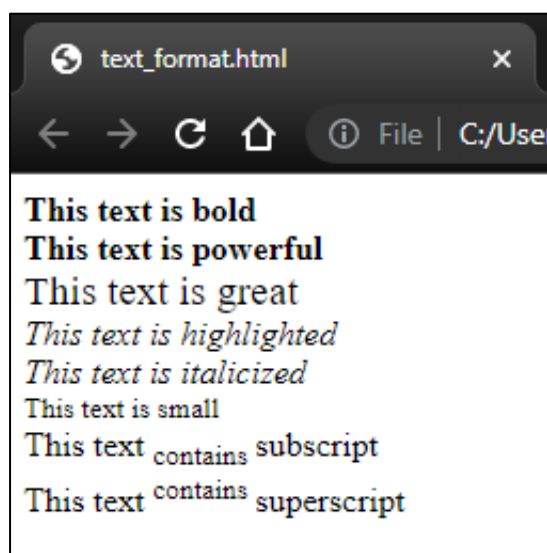 text_format.html
File
C:/User
This text is bold
This text is powerful
This text is great
This text is highlighted
This text is italicized
This text is small
This text contains subscript
This text contains superscript